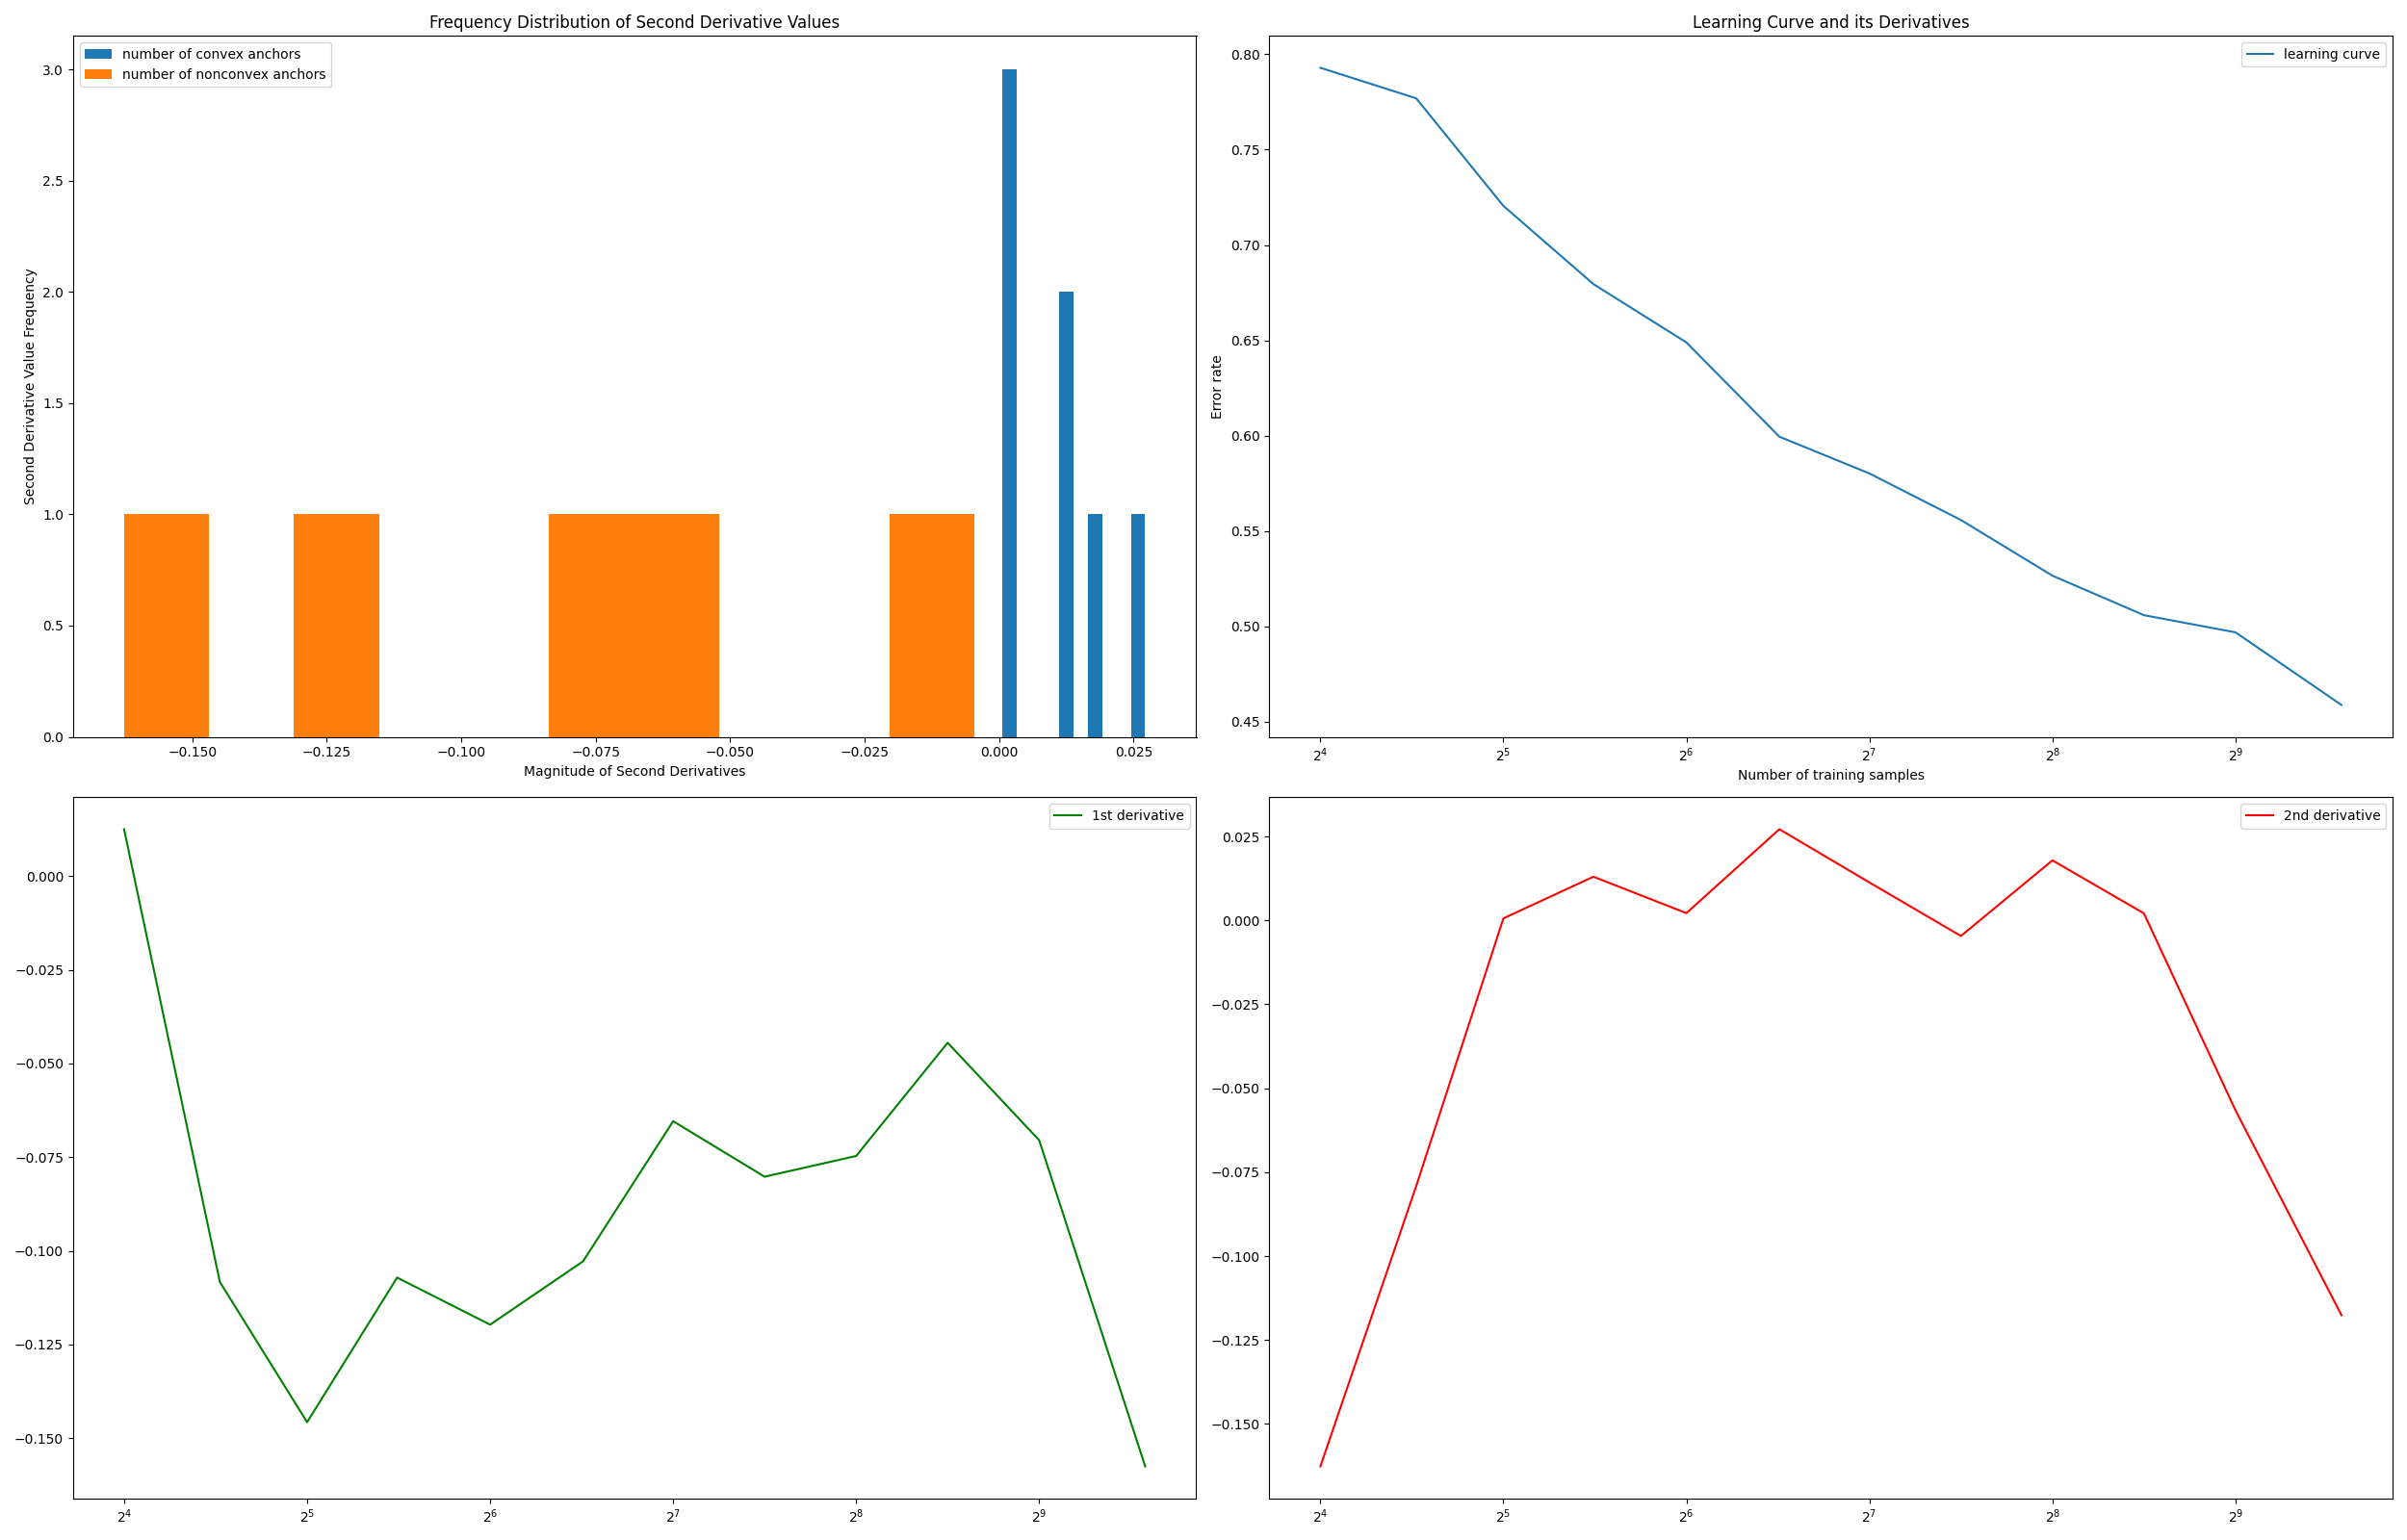 Frequency Distribution of Second Derivative Values
number of convex anchors
number of nonconvex anchors
3.0
2.5
2.0
1.5
1.0
0.5
0.0
Second Derivative Value Frequency
−0.150 −0.125 −0.100 −0.075 −0.050 −0.025 0.000 0.025
Magnitude of Second Derivatives
Learning Curve and its Derivatives
learning curve
0.80
0.75
0.70
0.65
0.60
0.55
0.50
0.45
Error rate
2⁴ 2⁵ 2⁶ 2⁷ 2⁸ 2⁹
Number of training samples
1st derivative
0.000
−0.025
−0.050
−0.075
−0.100
−0.125
−0.150
2⁴ 2⁵ 2⁶ 2⁷ 2⁸ 2⁹
2nd derivative
0.025
0.000
−0.025
−0.050
−0.075
−0.100
−0.125
−0.150
2⁴ 2⁵ 2⁶ 2⁷ 2⁸ 2⁹